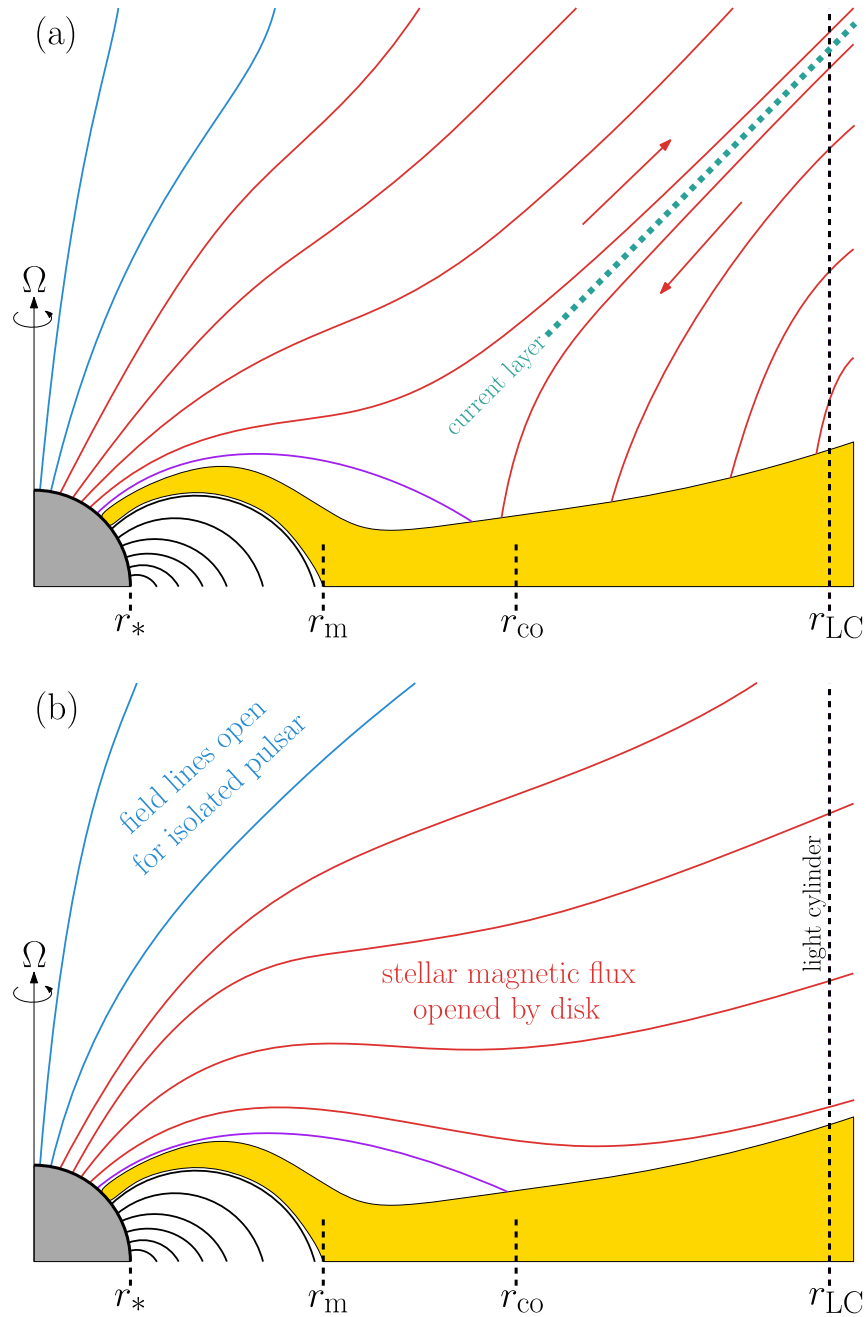 (a)
Ω
current layer
r* rm rco rLC
(b)
field lines open
for isolated pulsar
light cylinder
Ω
stellar magnetic flux
opened by disk
r* rm rco rLC